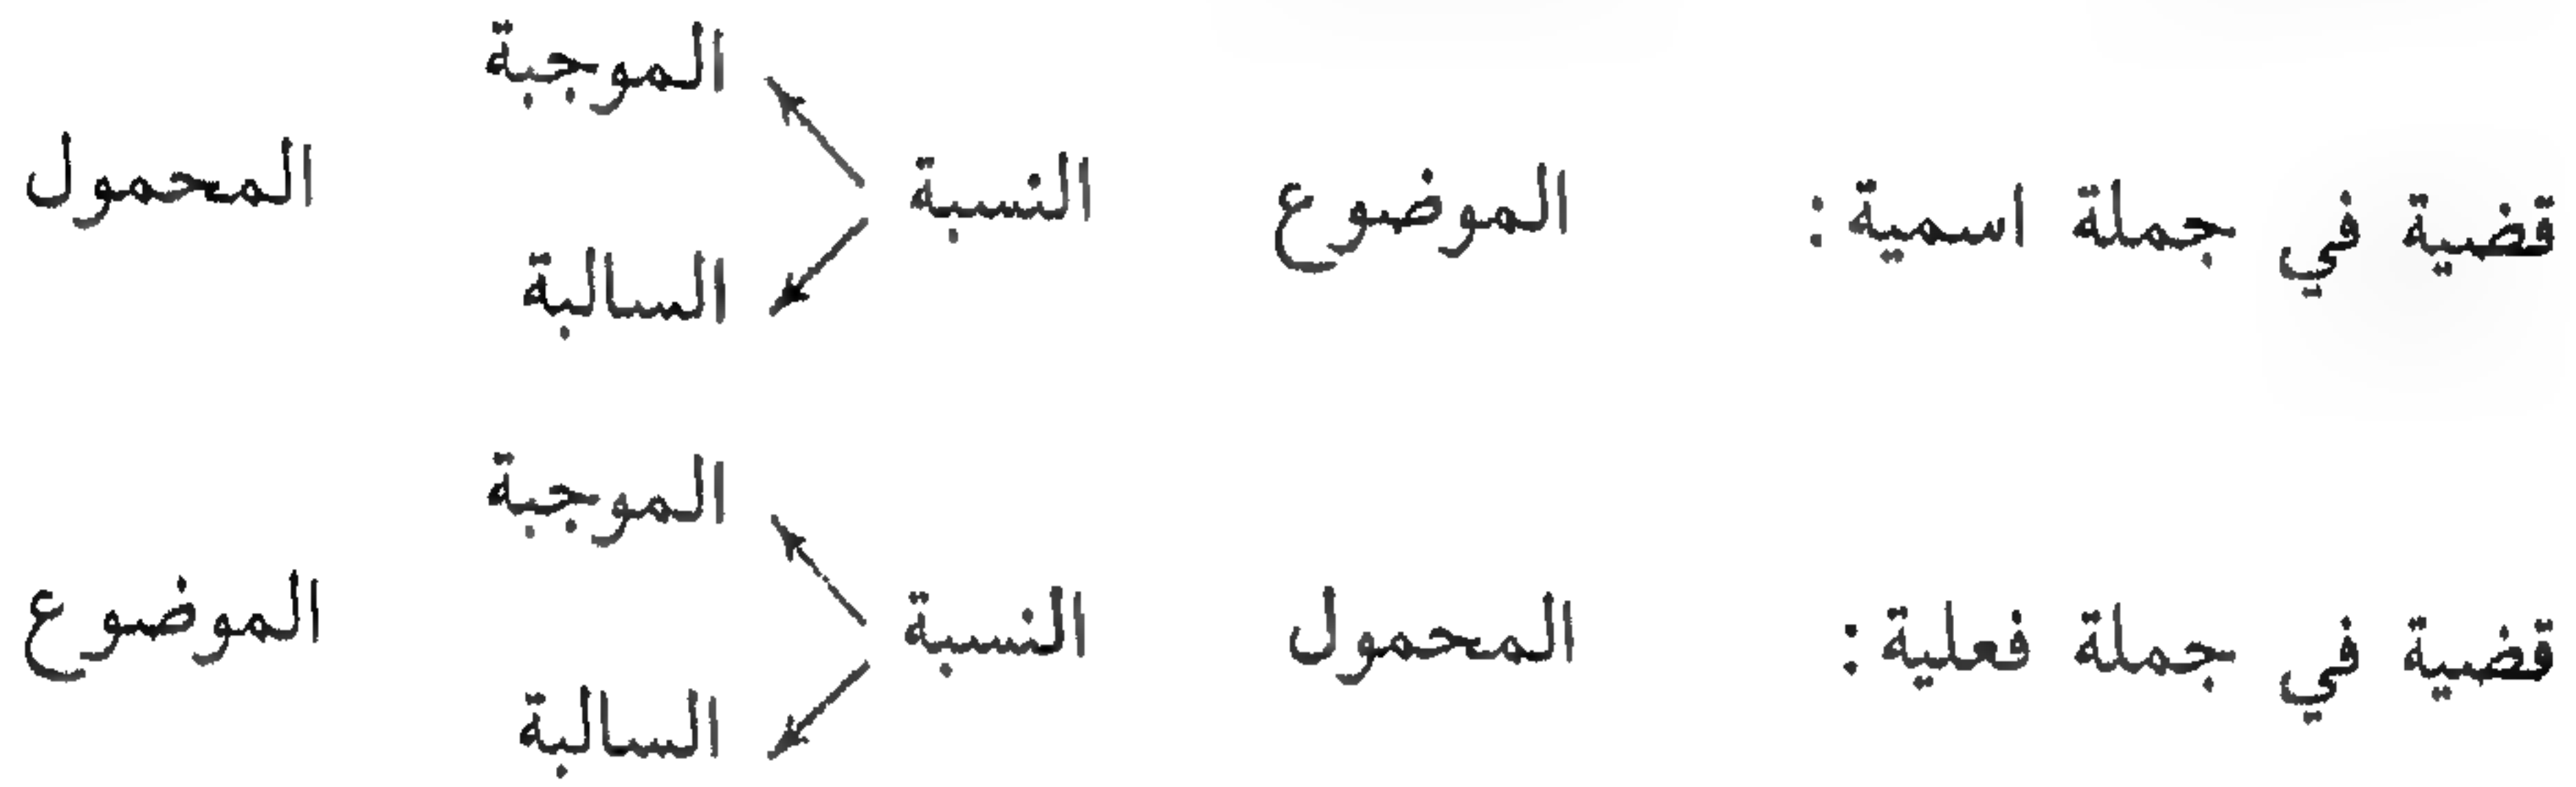 الموجبة
قضية في جملة اسمية: الموضوع النسبة المحمول
السالبة
الموجبة
قضية في جملة فعلية: المحمول النسبة الموضوع
السالبة